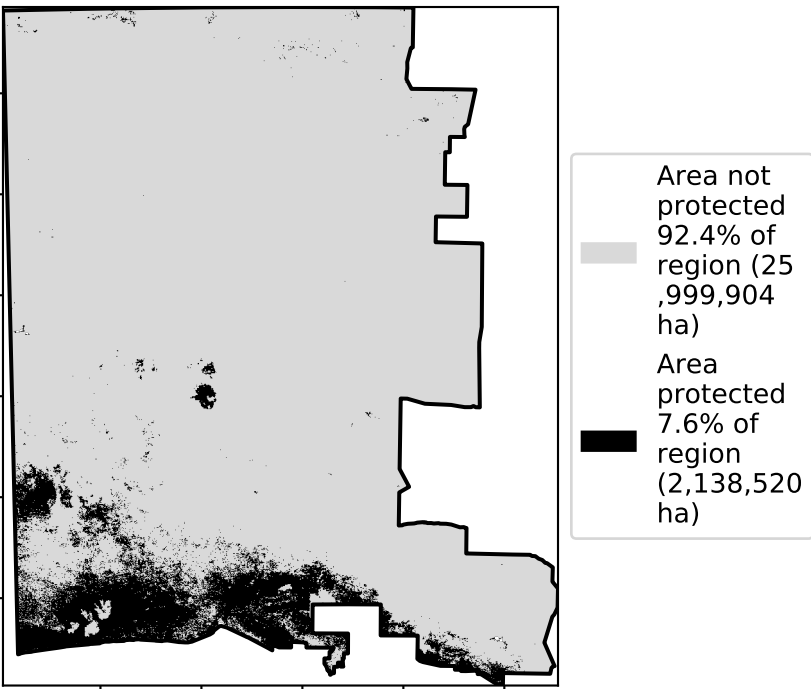 Area not
protected
92.4% of
region (25
,999,904
ha)
Area
protected
7.6% of
region
(2,138,520
ha)